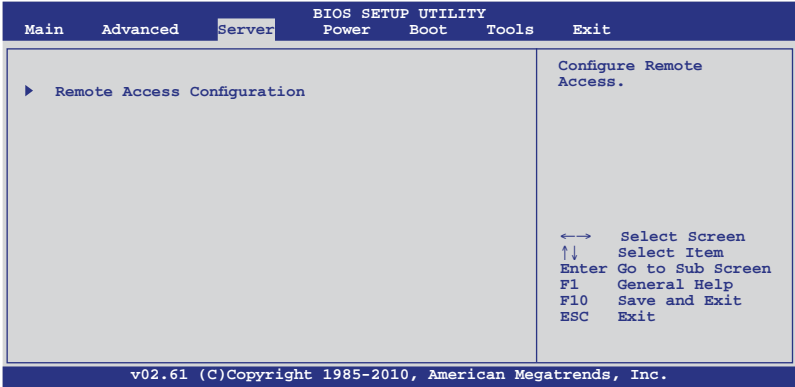 BIOS SETUP UTILITY
Main Advanced Server Power Boot Tools Exit
Remote Access Configuration
Configure Remote
Access.
←→ Select Screen
↑↓ Select Item
Enter Go to Sub Screen
F1 General Help
F10 Save and Exit
ESC Exit
v02.61 (C)Copyright 1985-2010, American Megatrends, Inc.